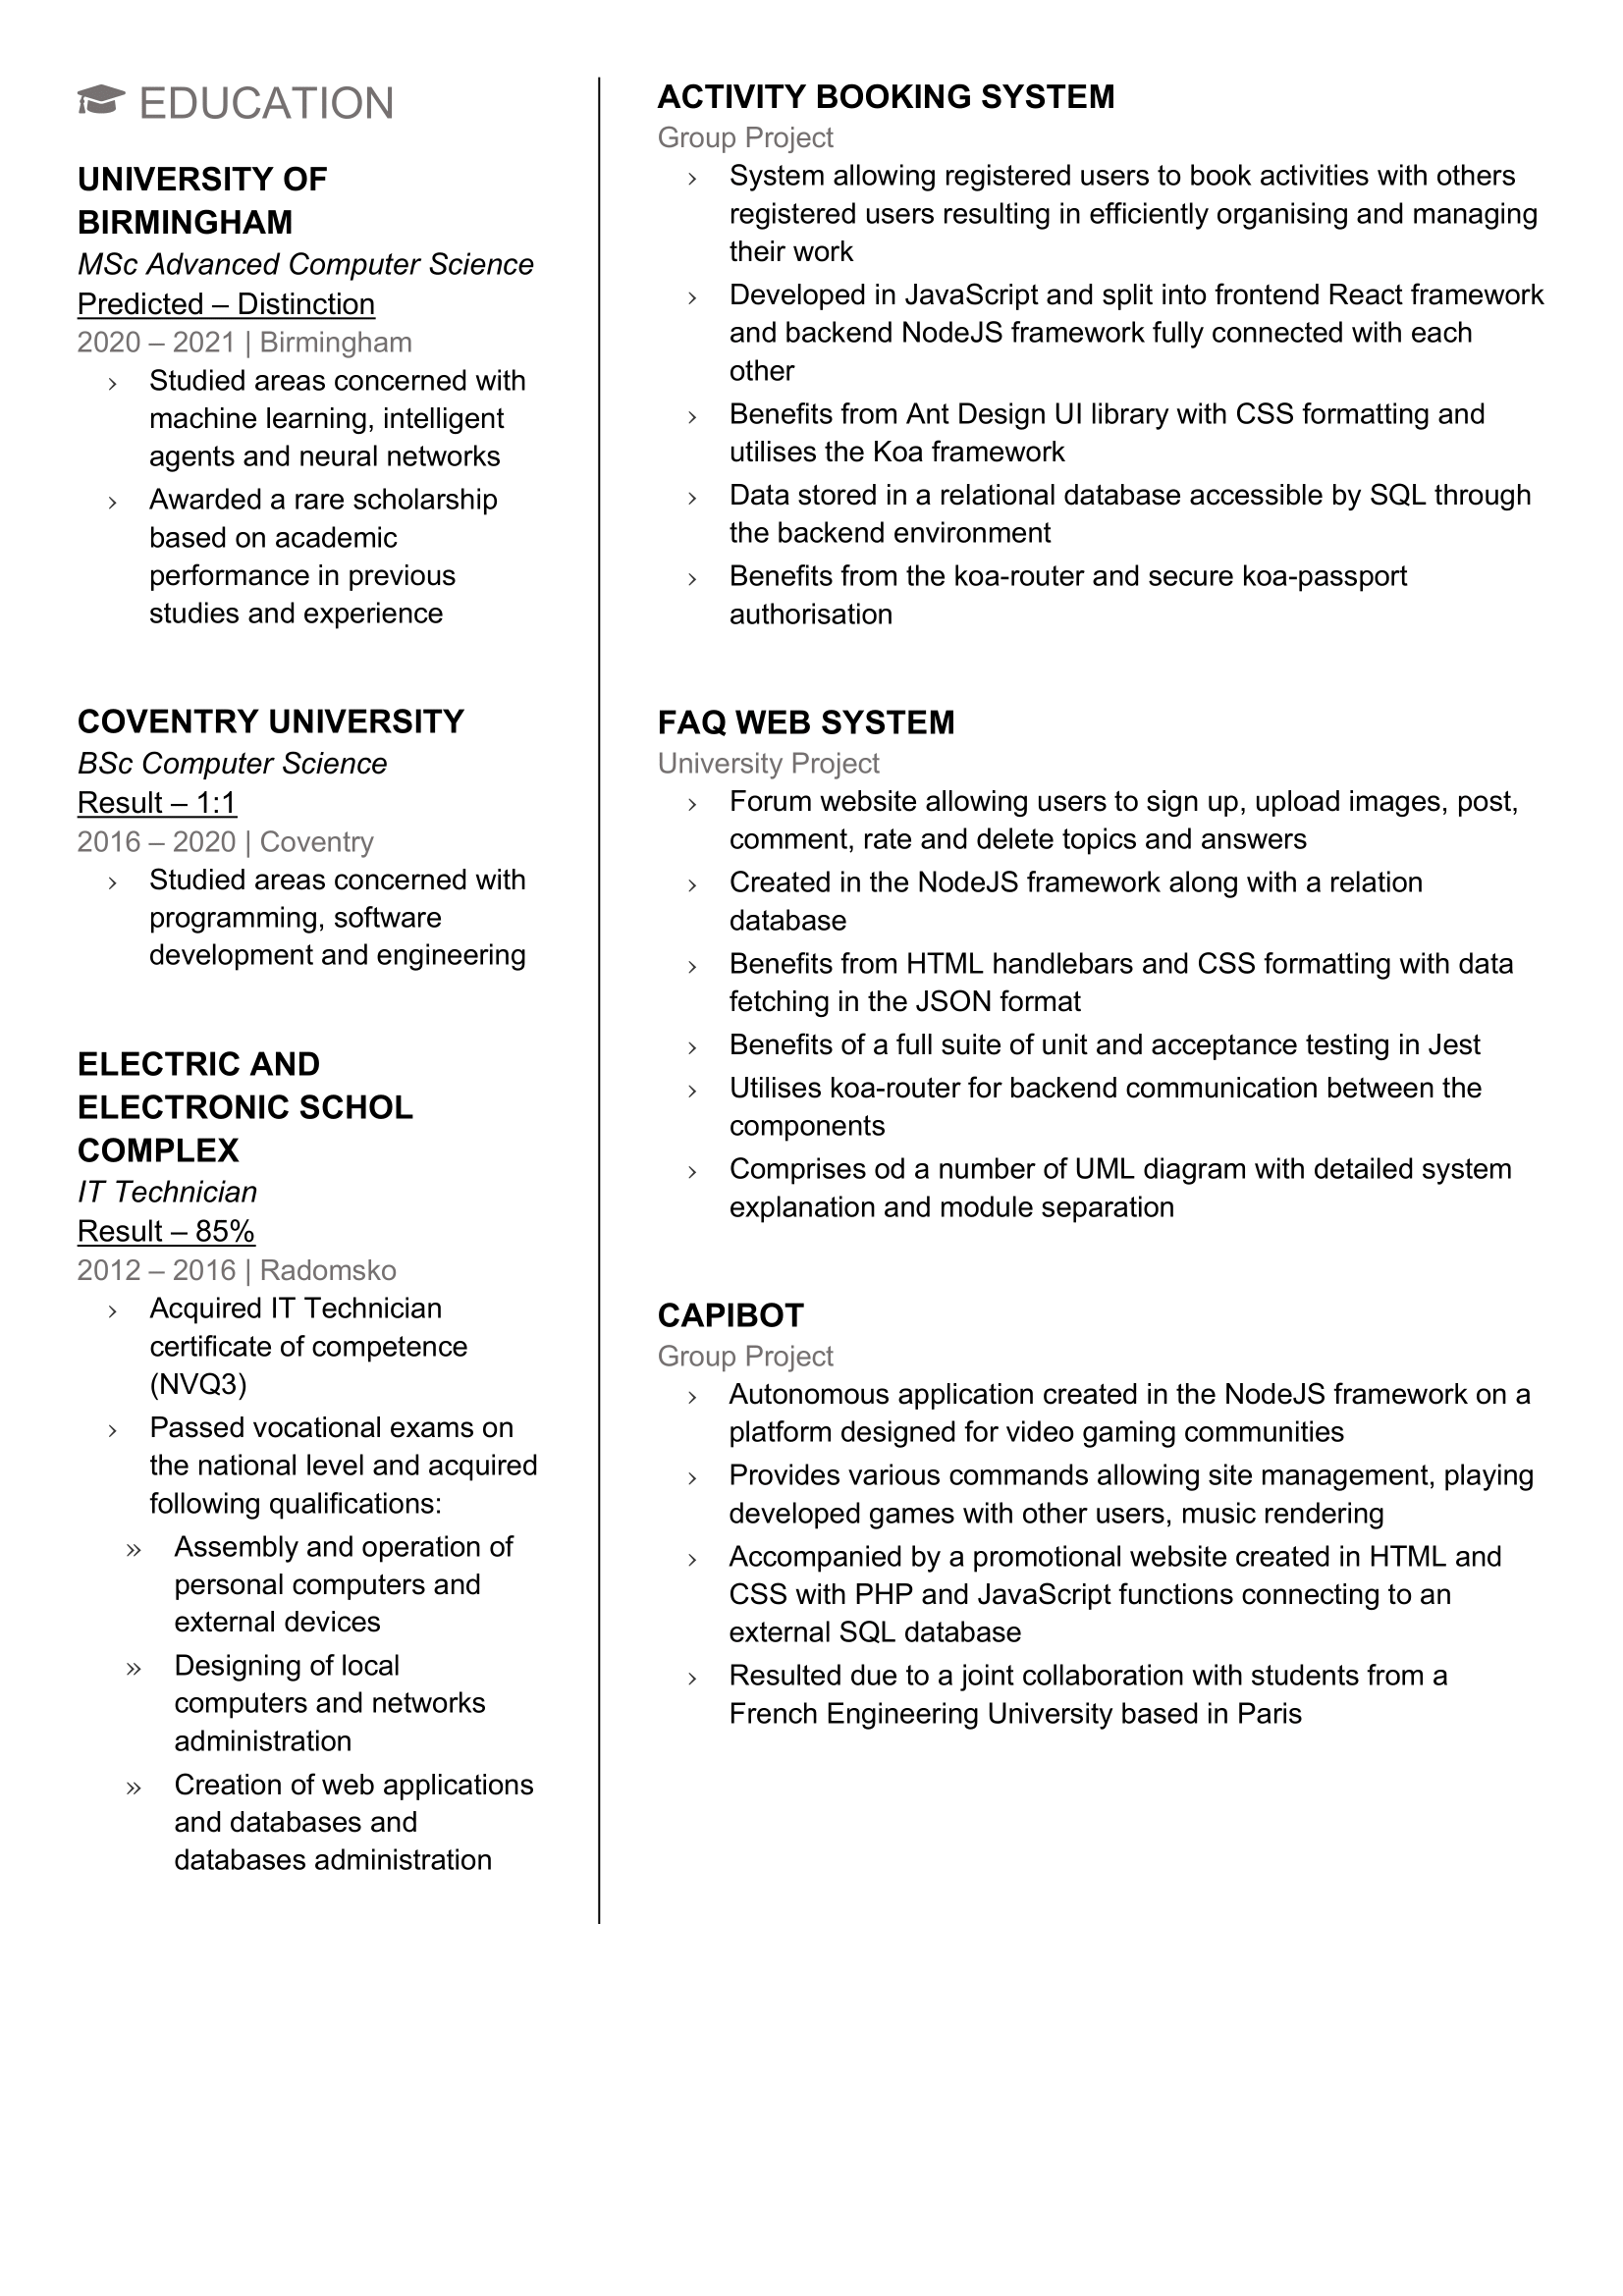 EDUCATION
UNIVERSITY OF
BIRMINGHAM
MSc Advanced Computer Science
Predicted – Distinction
2020 – 2021 | Birmingham
› Studied areas concerned with
machine learning, intelligent
agents and neural networks
› Awarded a rare scholarship
based on academic
performance in previous
studies and experience
COVENTRY UNIVERSITY
BSc Computer Science
Result – 1:1
2016 – 2020 | Coventry
› Studied areas concerned with
programming, software
development and engineering
ELECTRIC AND
ELECTRONIC SCHOL
COMPLEX
IT Technician
Result – 85%
2012 – 2016 | Radomsko
› Acquired IT Technician
certificate of competence
(NVQ3)
› Passed vocational exams on
the national level and acquired
following qualifications:
» Assembly and operation of
personal computers and
external devices
» Designing of local
computers and networks
administration
» Creation of web applications
and databases and
databases administration
ACTIVITY BOOKING SYSTEM
Group Project
› System allowing registered users to book activities with others
registered users resulting in efficiently organising and managing
their work
› Developed in JavaScript and split into frontend React framework
and backend NodeJS framework fully connected with each
other
› Benefits from Ant Design UI library with CSS formatting and
utilises the Koa framework
› Data stored in a relational database accessible by SQL through
the backend environment
› Benefits from the koa-router and secure koa-passport
authorisation
FAQ WEB SYSTEM
University Project
› Forum website allowing users to sign up, upload images, post,
comment, rate and delete topics and answers
› Created in the NodeJS framework along with a relation
database
› Benefits from HTML handlebars and CSS formatting with data
fetching in the JSON format
› Benefits of a full suite of unit and acceptance testing in Jest
› Utilises koa-router for backend communication between the
components
› Comprises od a number of UML diagram with detailed system
explanation and module separation
CAPIBOT
Group Project
› Autonomous application created in the NodeJS framework on a
platform designed for video gaming communities
› Provides various commands allowing site management, playing
developed games with other users, music rendering
› Accompanied by a promotional website created in HTML and
CSS with PHP and JavaScript functions connecting to an
external SQL database
› Resulted due to a joint collaboration with students from a
French Engineering University based in Paris